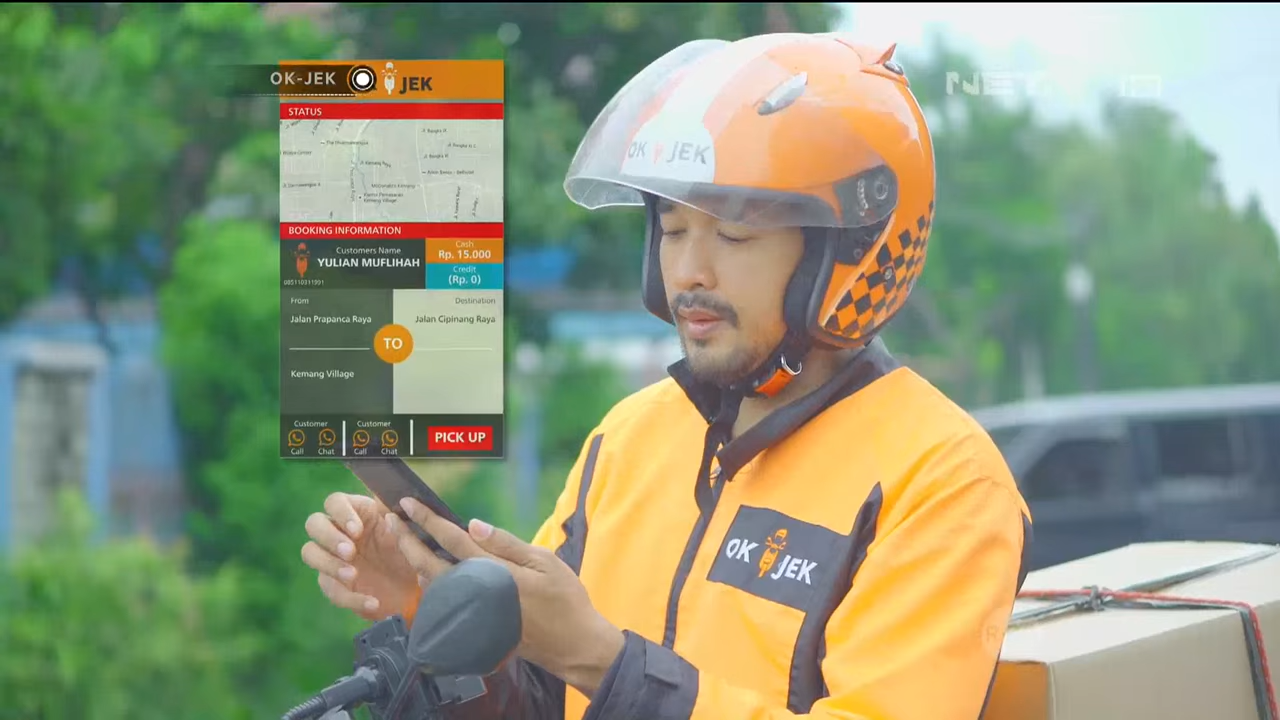 OK-JEK
JEK
NET
STATUS
BOOKING INFORMATION
Customers Name
YULIAN MUFLIHAH
Cash
Rp. 15.000
Credit
(Rp. 0)
From
Jalan Prapanca Raya
Destination
Jalan Cipinang Raya
TO
Kemang Village
Customer
Call
Chat
Customer
Call
Chat
PICK UP
OK JEK
OK JEK